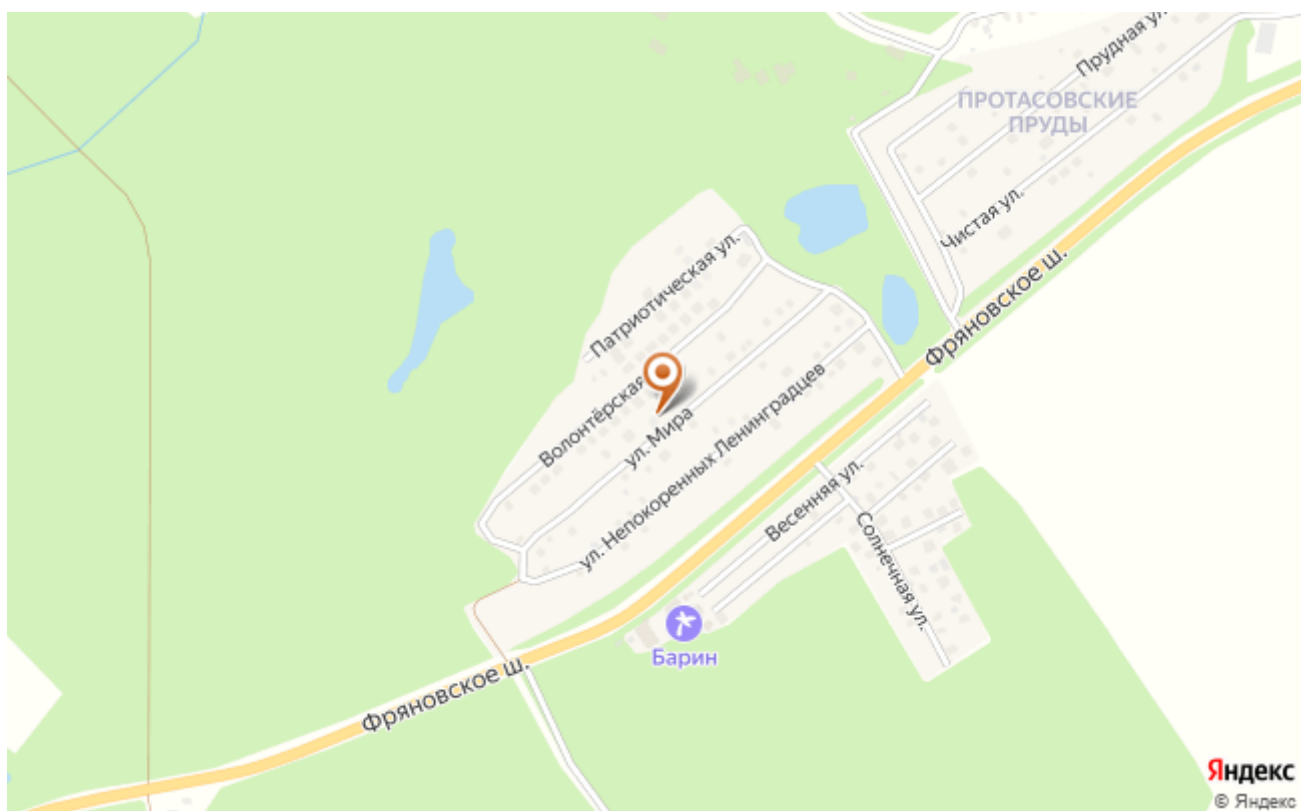 Прудная ул.
ПРОТАСОВСКИЕ
ПРУДЫ
Чистая ул.
Патриотическая ул.
Фряновское ш.
Волонтёрская
ул. Мира
ул. Непокоренных Ленинградцев
Весенняя ул.
Солнечная ул.
Барин
Фряновское ш.
Яндекс
© Яндекс